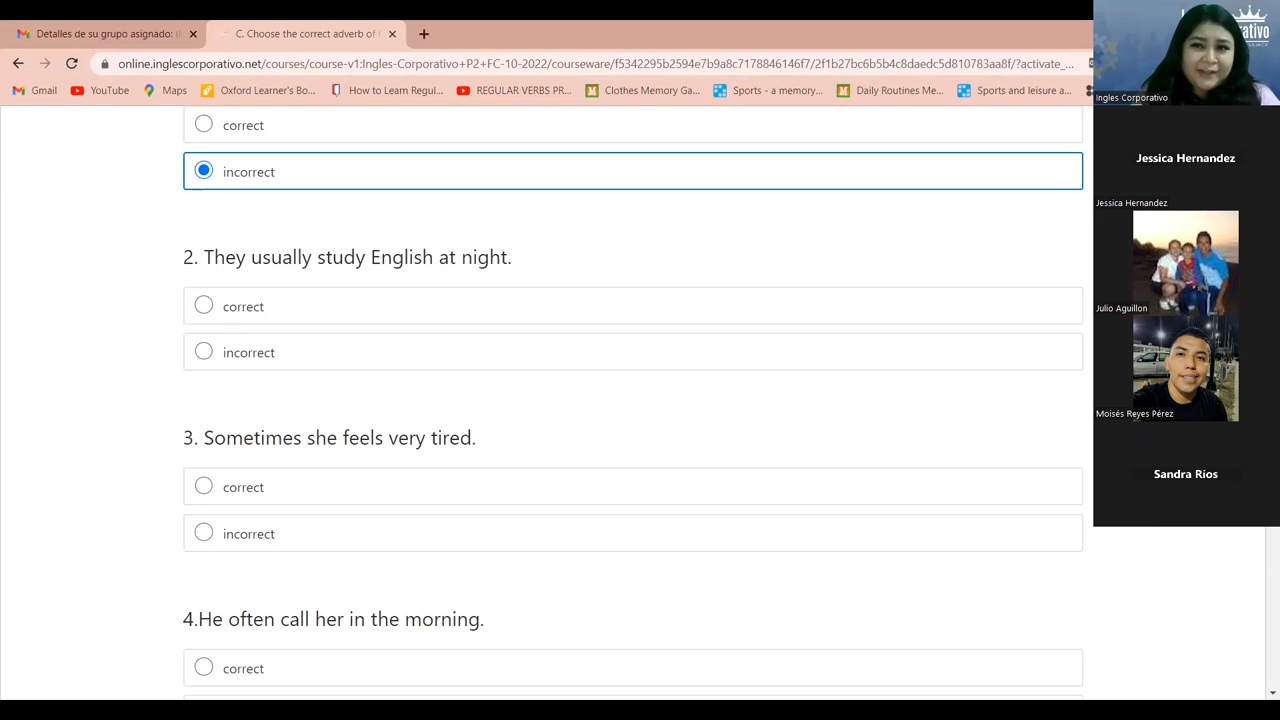 Detalles de su grupo asignado: I
C. Choose the correct adverb of
online.inglescorporativo.net/courses/course-v1:Ingles-Corporativo+P2+FC-10-2022/courseware/f5342295b2594e7b9a8c7178846146f7/2f1b27bc6b5b4c8daedc5d810783aa8f/?activate_...
Gmail YouTube Maps Oxford Learner's Bo... How to Learn Regul... REGULAR VERBS PR... Clothes Memory Ga... Sports - a memory... Daily Routines Me... Sports and leisure a...
correct
incorrect
2. They usually study English at night.
correct
incorrect
3. Sometimes she feels very tired.
correct
incorrect
4.He often call her in the morning.
correct
Ingles Corporativo
Jessica Hernandez
Jessica Hernandez
Julio Aguillon
Moisés Reyes Pérez
Sandra Ríos